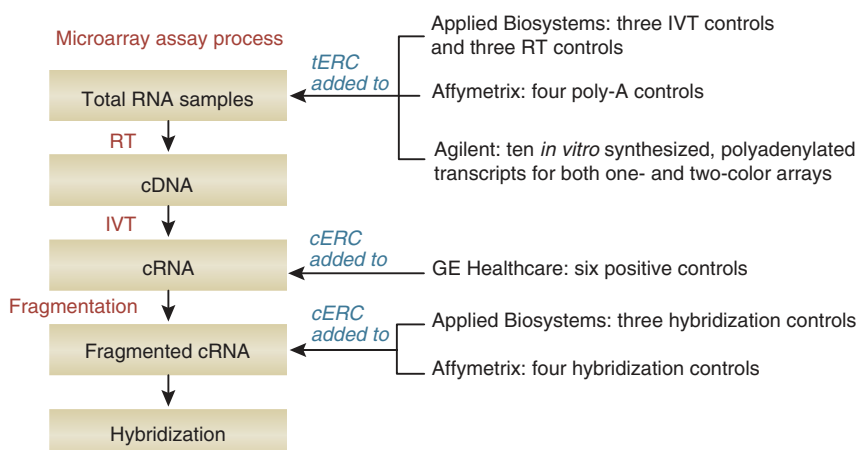 Microarray assay process
Total RNA samples
RT
cDNA
IVT
cRNA
Fragmentation
Fragmented cRNA
Hybridization
tERC
added to
Applied Biosystems: three IVT controls
and three RT controls
Affymetrix: four poly-A controls
Agilent: ten in vitro synthesized, polyadenylated
transcripts for both one- and two-color arrays
cERC
added to
GE Healthcare: six positive controls
cERC
added to
Applied Biosystems: three hybridization controls
Affymetrix: four hybridization controls